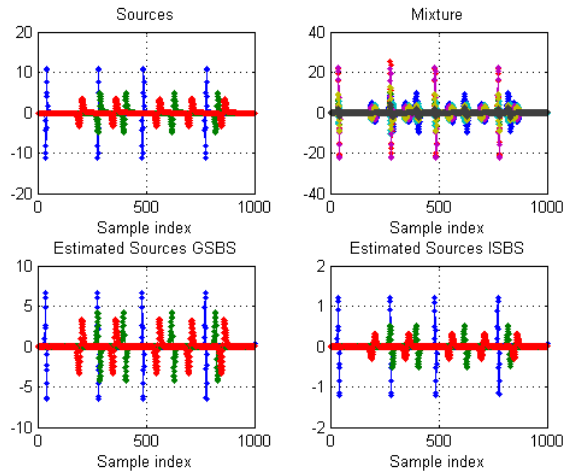 Sources
20
10
0
-10
20
0 500 1000
Sample index
Mixture
40
20
0
-20
-40
0 500 1000
Sample index
Estimated Sources GSBS
10
5
0
-5
-10
0 500 1000
Sample index
Estimated Sources ISBS
2
1
0
-1
-2
0 500 1000
Sample index